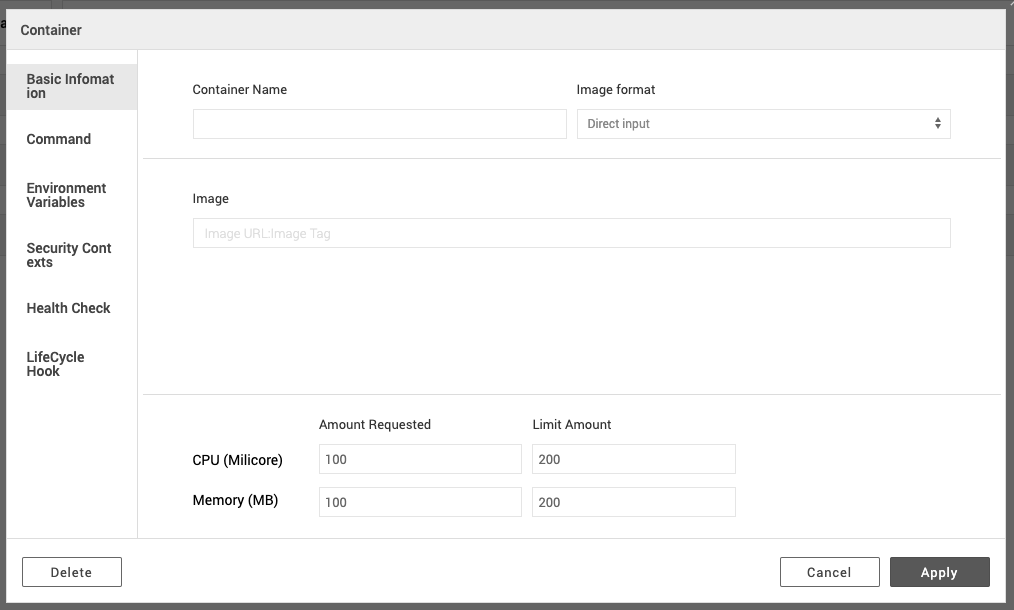 a
Container
Basic Infomat
ion
Command
Environment
Variables
Security Cont
exts
Health Check
LifeCycle
Hook
Container Name
Image format
Direct input
Image
Image URL:Image Tag
Amount Requested
Limit Amount
CPU (Milicore)
100
200
Memory (MB)
100
200
Delete
Cancel
Apply